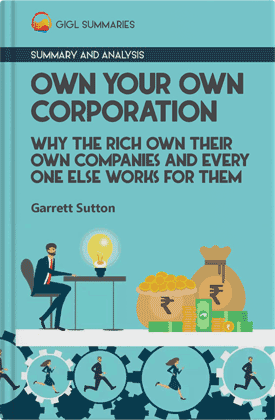 GIGL SUMMARIES
SUMMARY AND ANALYSIS
OWN YOUR OWN
CORPORATION
WHY THE RICH OWN THEIR
OWN COMPANIES AND EVERY
ONE ELSE WORKS FOR THEM
Garrett Sutton
₹
₹